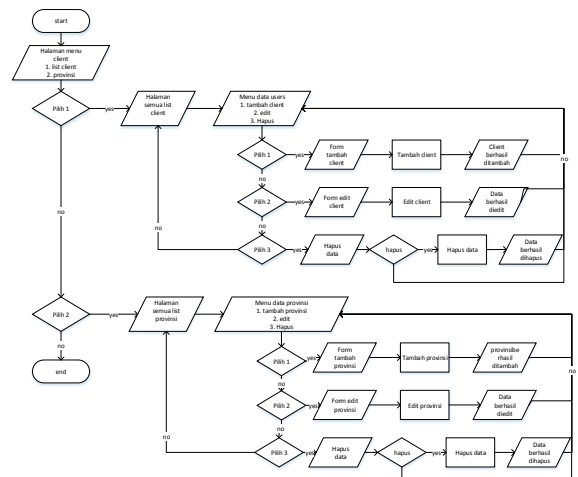 start
Halaman menu
client
1. list client
2. provinsi
Pilih 1
yes
Halaman
semua list
client
Menu data users
1. tambah client
2. edit
3. Hapus
Pilih 1
yes
Form
tambah
client
Tambah client
Client
berhasil
ditambah
no
no
Pilih 2
yes
Form edit
client
Edit client
Data
berhasil
diedit
no
no
no
Pilih 3
yes
Hapus
data
hapus
yes
Hapus data
Data
berhasil
dihapus
Pilih 2
yes
Halaman
semua list
provinsi
Menu data provinsi
1. tambah provinsi
2. edit
3. Hapus
no
end
Pilih 1
yes
Form
tambah
provinsi
Tambah provinsi
provinsibe
rhasil
ditambah
no
no
Pilih 2
yes
Form edit
provinsi
Edit provinsi
Data
berhasil
diedit
no
no
Pilih 3
yes
Hapus
data
hapus
yes
Hapus data
Data
berhasil
dihapus